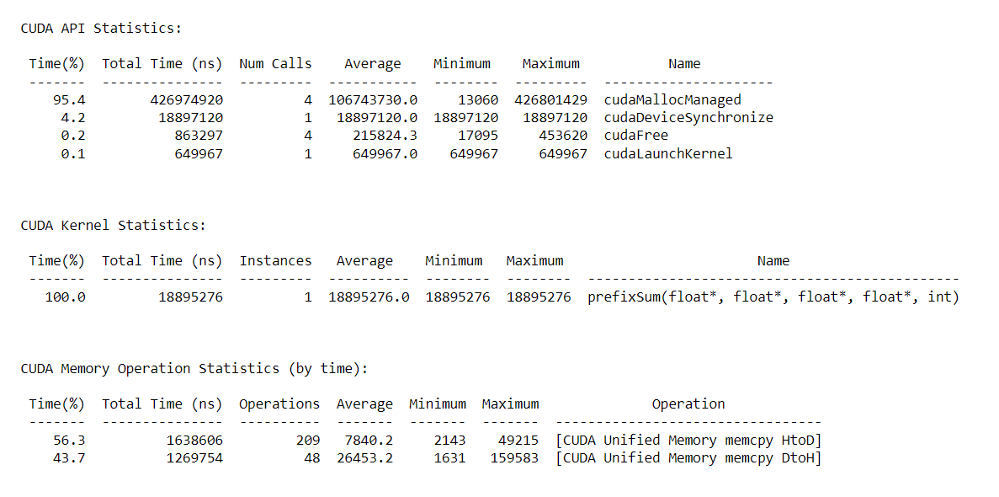 CUDA API Statistics:
Time(%) Total Time (ns) Num Calls Average Minimum Maximum Name
------- --------------- --------- ----------- -------- --------- ---------------------
95.4 426974920 4 106743730.0 13060 426801429 cudaMallocManaged
4.2 18897120 1 18897120.0 18897120 18897120 cudaDeviceSynchronize
0.2 863297 4 215824.3 17095 453620 cudaFree
0.1 649967 1 649967.0 649967 649967 cudaLaunchKernel
CUDA Kernel Statistics:
Time(%) Total Time (ns) Instances Average Minimum Maximum Name
------- --------------- --------- ---------- -------- -------- ----------------------------------------------
100.0 18895276 1 18895276.0 18895276 18895276 prefixSum(float*, float*, float*, float*, int)
CUDA Memory Operation Statistics (by time):
Time(%) Total Time (ns) Operations Average Minimum Maximum Operation
------- --------------- ---------- ------- ------- ------- ---------------------------------
56.3 1638606 209 7840.2 2143 49215 [CUDA Unified Memory memcpy HtoD]
43.7 1269754 48 26453.2 1631 159583 [CUDA Unified Memory memcpy DtoH]